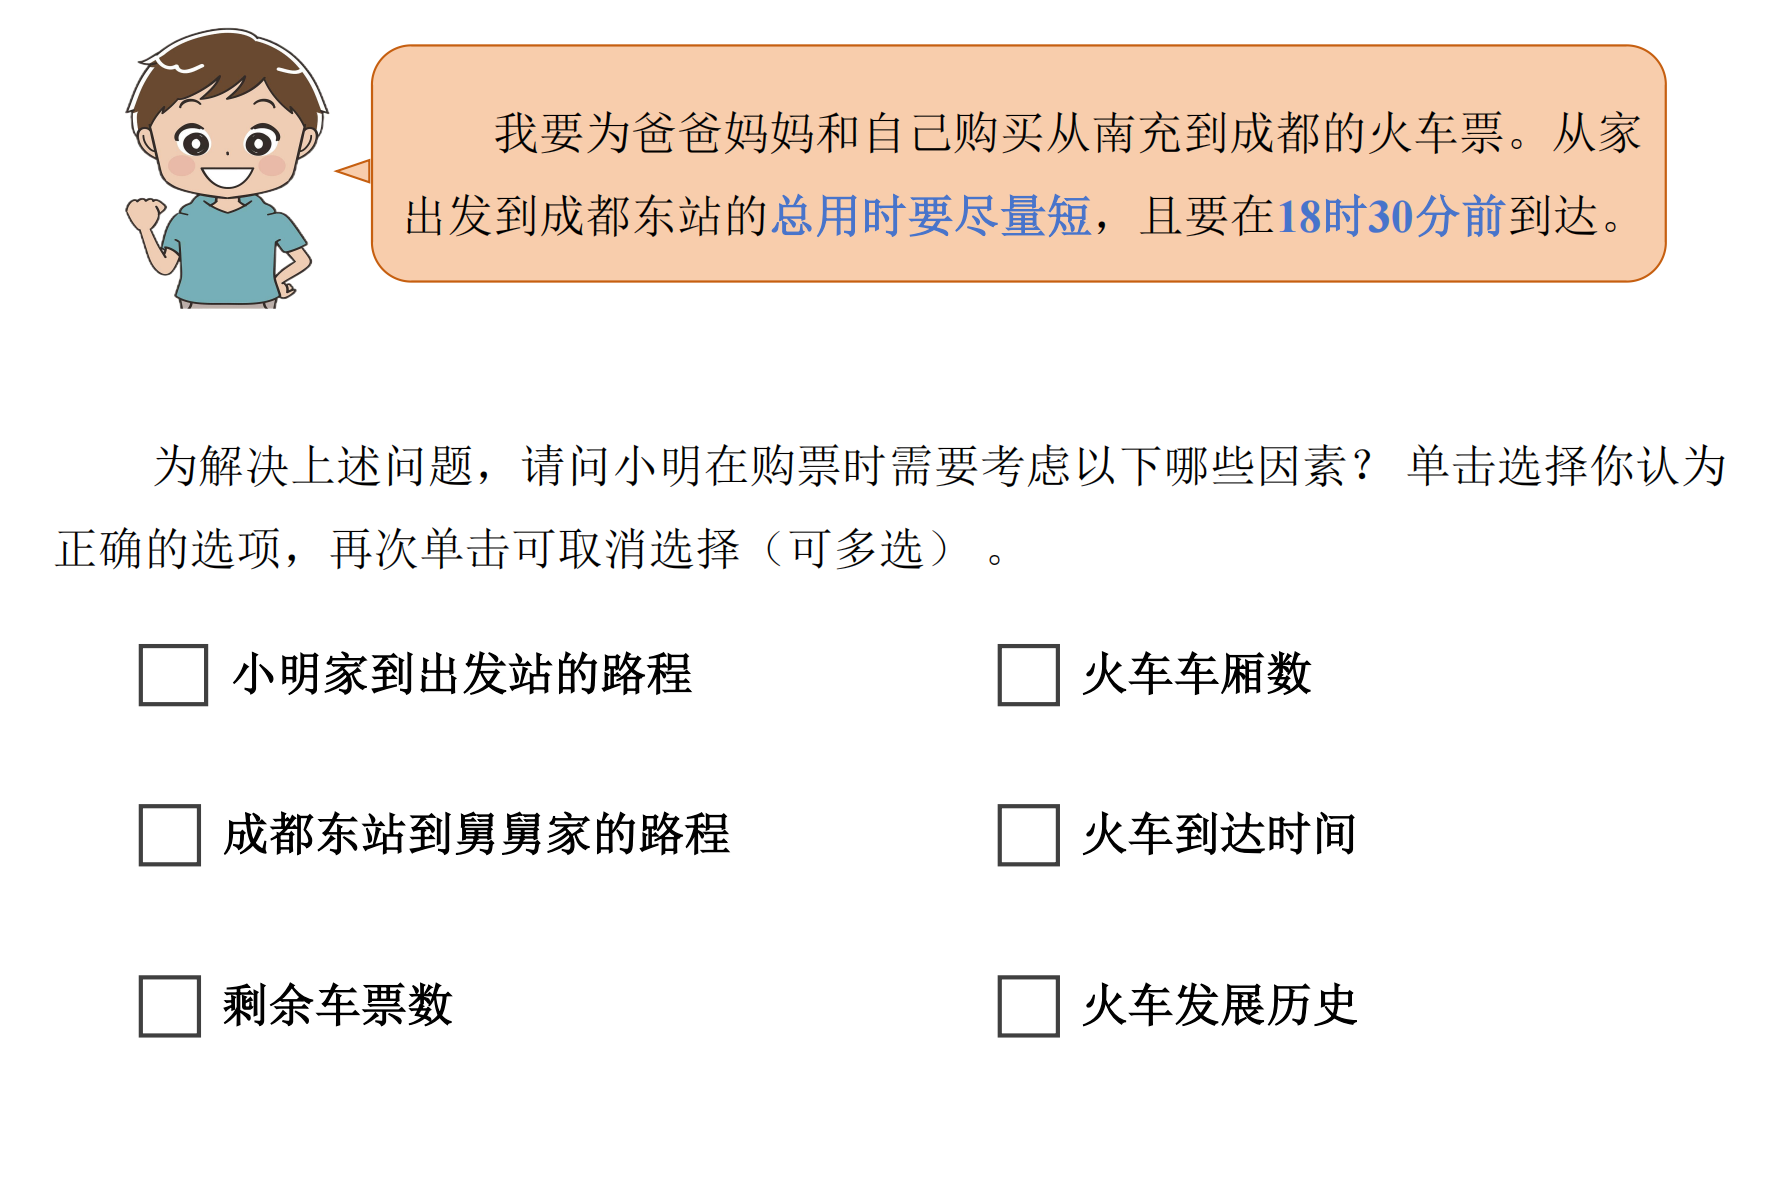 我要为爸爸妈妈和自己购买从南充到成都的火车票。从家
出发到成都东站的总用时要尽量短，且要在18时30分前到达。
为解决上述问题，请问小明在购票时需要考虑以下哪些因素？ 单击选择你认为
正确的选项，再次单击可取消选择（可多选） 。
小明家到出发站的路程
火车车厢数
成都东站到舅舅家的路程
火车到达时间
剩余车票数
火车发展历史